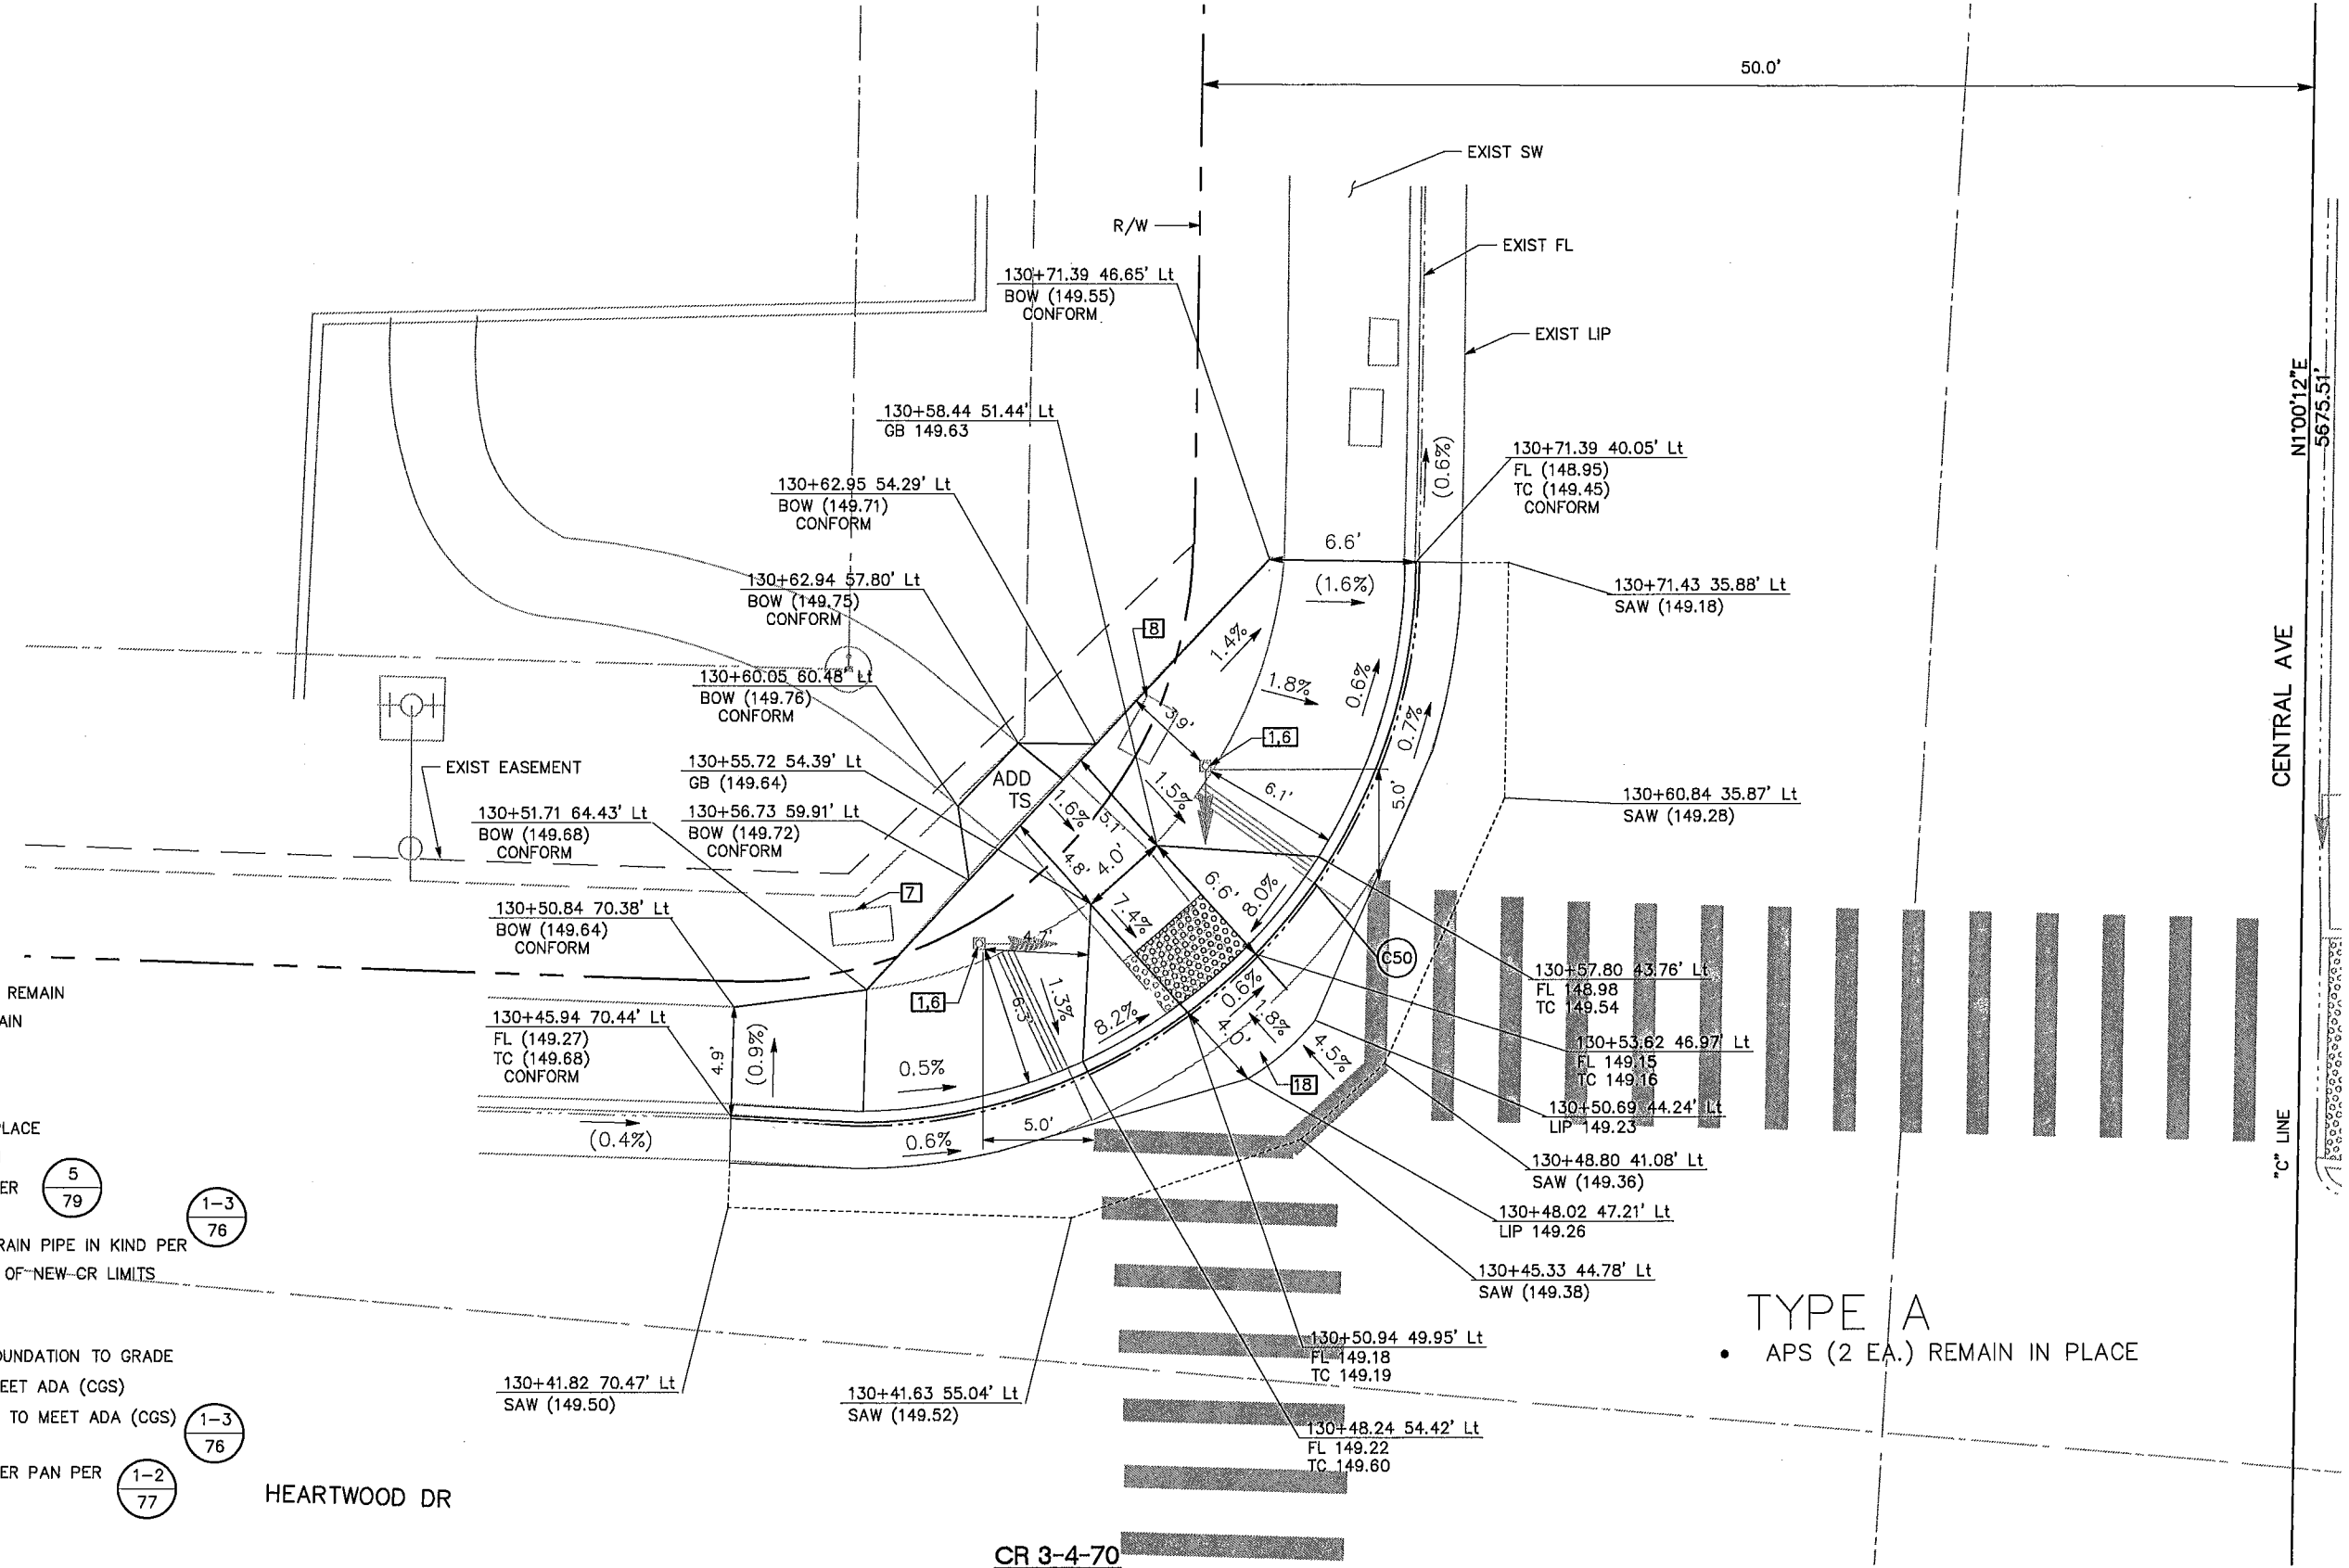 50.0'
EXIST SW
R/W
EXIST FL
130+71.39 46.65' Lt
BOW (149.55)
CONFORM
EXIST LIP
N1°00'12"E
5675.51'
130+58.44 51.44' Lt
GB 149.63
(0.6%)
130+71.39 40.05' Lt
FL (148.95)
TC (149.45)
CONFORM
130+62.95 54.29' Lt
BOW (149.71)
CONFORM
6.6'
(1.6%)
130+62.94 57.80' Lt
BOW (149.75)
CONFORM
130+71.43 35.88' Lt
SAW (149.18)
8
1.4%
1.8%
0.6%
0.7%
CENTRAL AVE
130+60.05 60.48' Lt
BOW (149.76)
CONFORM
3.9'
1,6
EXIST EASEMENT
130+55.72 54.39' Lt
GB (149.64)
ADD
TS
1.6%
5.1'
1.5%
6.1'
5.0'
130+60.84 35.87' Lt
SAW (149.28)
130+51.71 64.43' Lt
BOW (149.68)
CONFORM
130+56.73 59.91' Lt
BOW (149.72)
CONFORM
4.8'
4.0'
7
6.6'
8.0%
7.4%
130+50.84 70.38' Lt
BOW (149.64)
CONFORM
4.7'
C50
130+57.80 43.76' Lt
FL 148.98
TC 149.54
REMAIN
AIN
1,6
6.3'
1.3%
8.2%
0.6%
1.8%
4.0'
4.5%
130+45.94 70.44' Lt
FL (149.27)
TC (149.68)
CONFORM
4.9'
(0.9%)
0.5%
18
130+53.62 46.97' Lt
FL 149.15
TC 149.16
130+50.69 44.24' Lt
LIP 149.23
PLACE
(0.4%)
0.6%
5.0'
"C" LINE
130+48.80 41.08' Lt
SAW (149.36)
ER
5
79
1-3
76
130+48.02 47.21' Lt
LIP 149.26
RAIN PIPE IN KIND PER
OF NEW CR LIMITS
130+45.33 44.78' Lt
SAW (149.38)
TYPE A
• APS (2 EA.) REMAIN IN PLACE
130+50.94 49.95' Lt
FL 149.18
TC 149.19
OUNDATION TO GRADE
EET ADA (CGS)
TO MEET ADA (CGS)
1-3
76
130+41.82 70.47' Lt
SAW (149.50)
130+41.63 55.04' Lt
SAW (149.52)
130+48.24 54.42' Lt
FL 149.22
TC 149.60
ER PAN PER
1-2
77
HEARTWOOD DR
CR 3-4-70